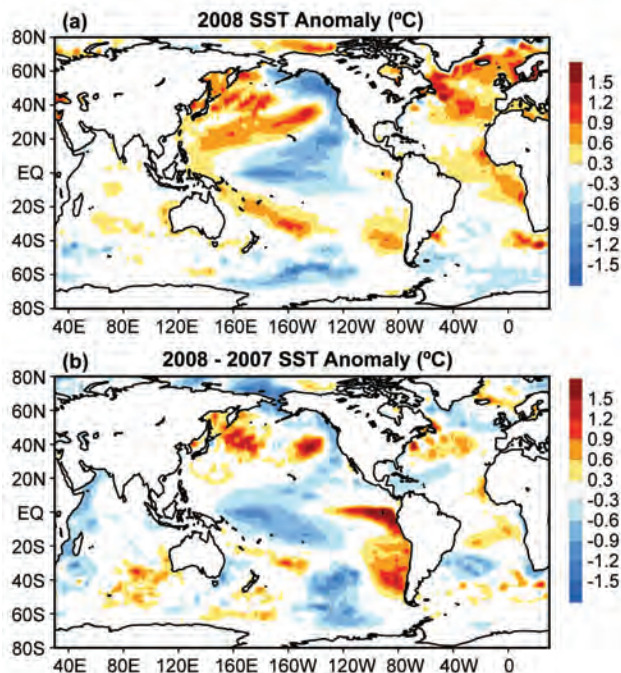 (a) 2008 SST Anomaly (ºC)
80N
60N
40N
20N
EQ
20S
40S
60S
80S
40E 80E 120E 160E 160W 120W 80W 40W 0
1.5
1.2
0.9
0.6
0.3
-0.3
-0.6
-0.9
-1.2
-1.5
(b) 2008 - 2007 SST Anomaly (ºC)
80N
60N
40N
20N
EQ
20S
40S
60S
80S
40E 80E 120E 160E 160W 120W 80W 40W 0
1.5
1.2
0.9
0.6
0.3
-0.3
-0.6
-0.9
-1.2
-1.5